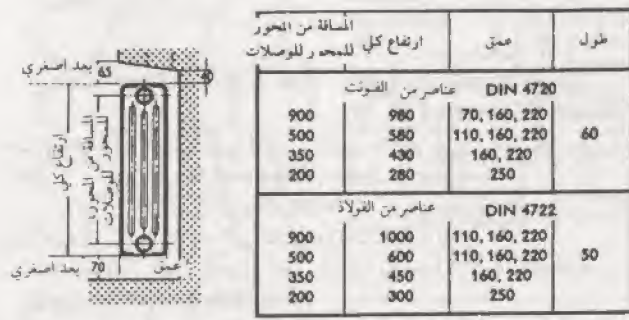 المسافة من المحور للمحور للوصلات ارتفاع كلي عمق طول
عناصر من الفونت DIN 4720
900 980 70, 160, 220
500 580 110, 160, 220 60
350 430 160, 220
200 280 250
عناصر من الفولاذ DIN 4722
900 1000 110, 160, 220
500 600 110, 160, 220 50
350 450 160, 220
200 300 250
بعد أصغري 65
ارتفاع كلي
المسافة من المحور
للمحور للوصلات
عمق
بعد أصغري 70